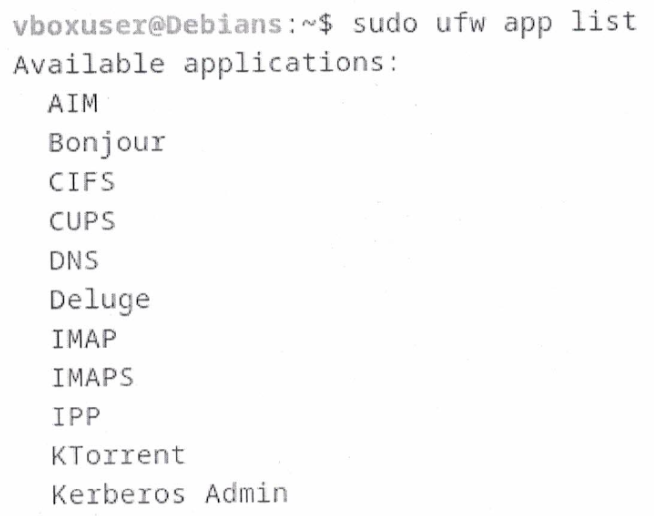 vboxuser@Debians:~$ sudo ufw app list
Available applications:
AIM
Bonjour
CIFS
CUPS
DNS
Deluge
IMAP
IMAPS
IPP
KTorrent
Kerberos Admin